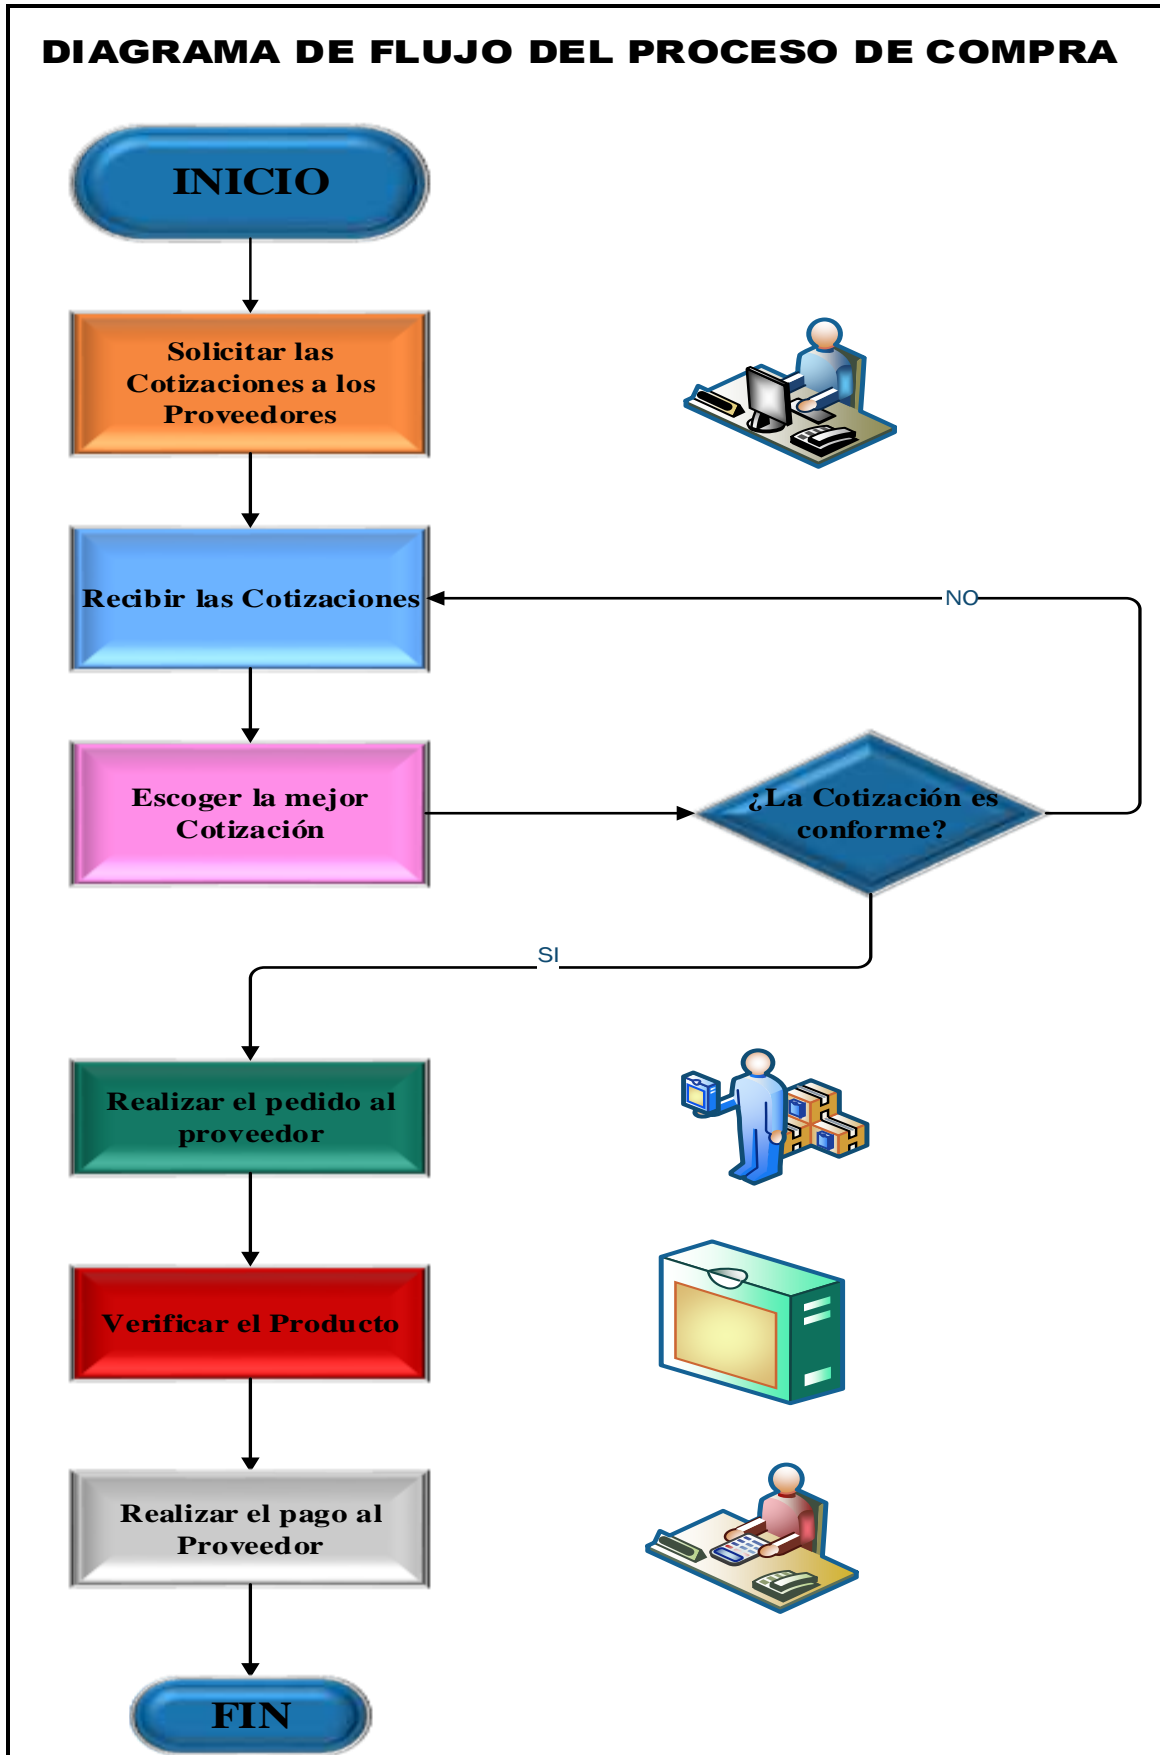 DIAGRAMA DE FLUJO DEL PROCESO DE COMPRA
INICIO
Solicitar las
Cotizaciones a los
Proveedores
Recibir las Cotizaciones
NO
Escoger la mejor
Cotización
¿La Cotización es
conforme?
SI
Realizar el pedido al
proveedor
Verificar el Producto
Realizar el pago al
Proveedor
FIN